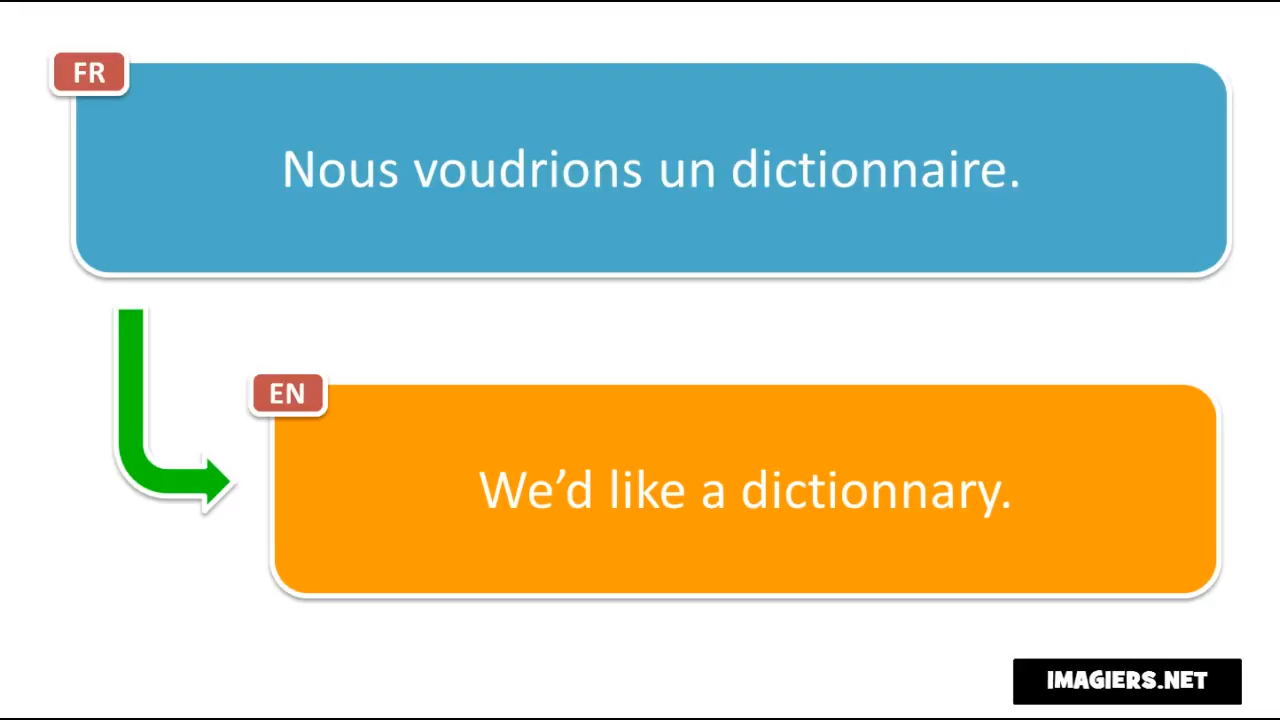 FR
Nous voudrions un dictionnaire.
EN
We’d like a dictionnary.
IMAGIERS.NET